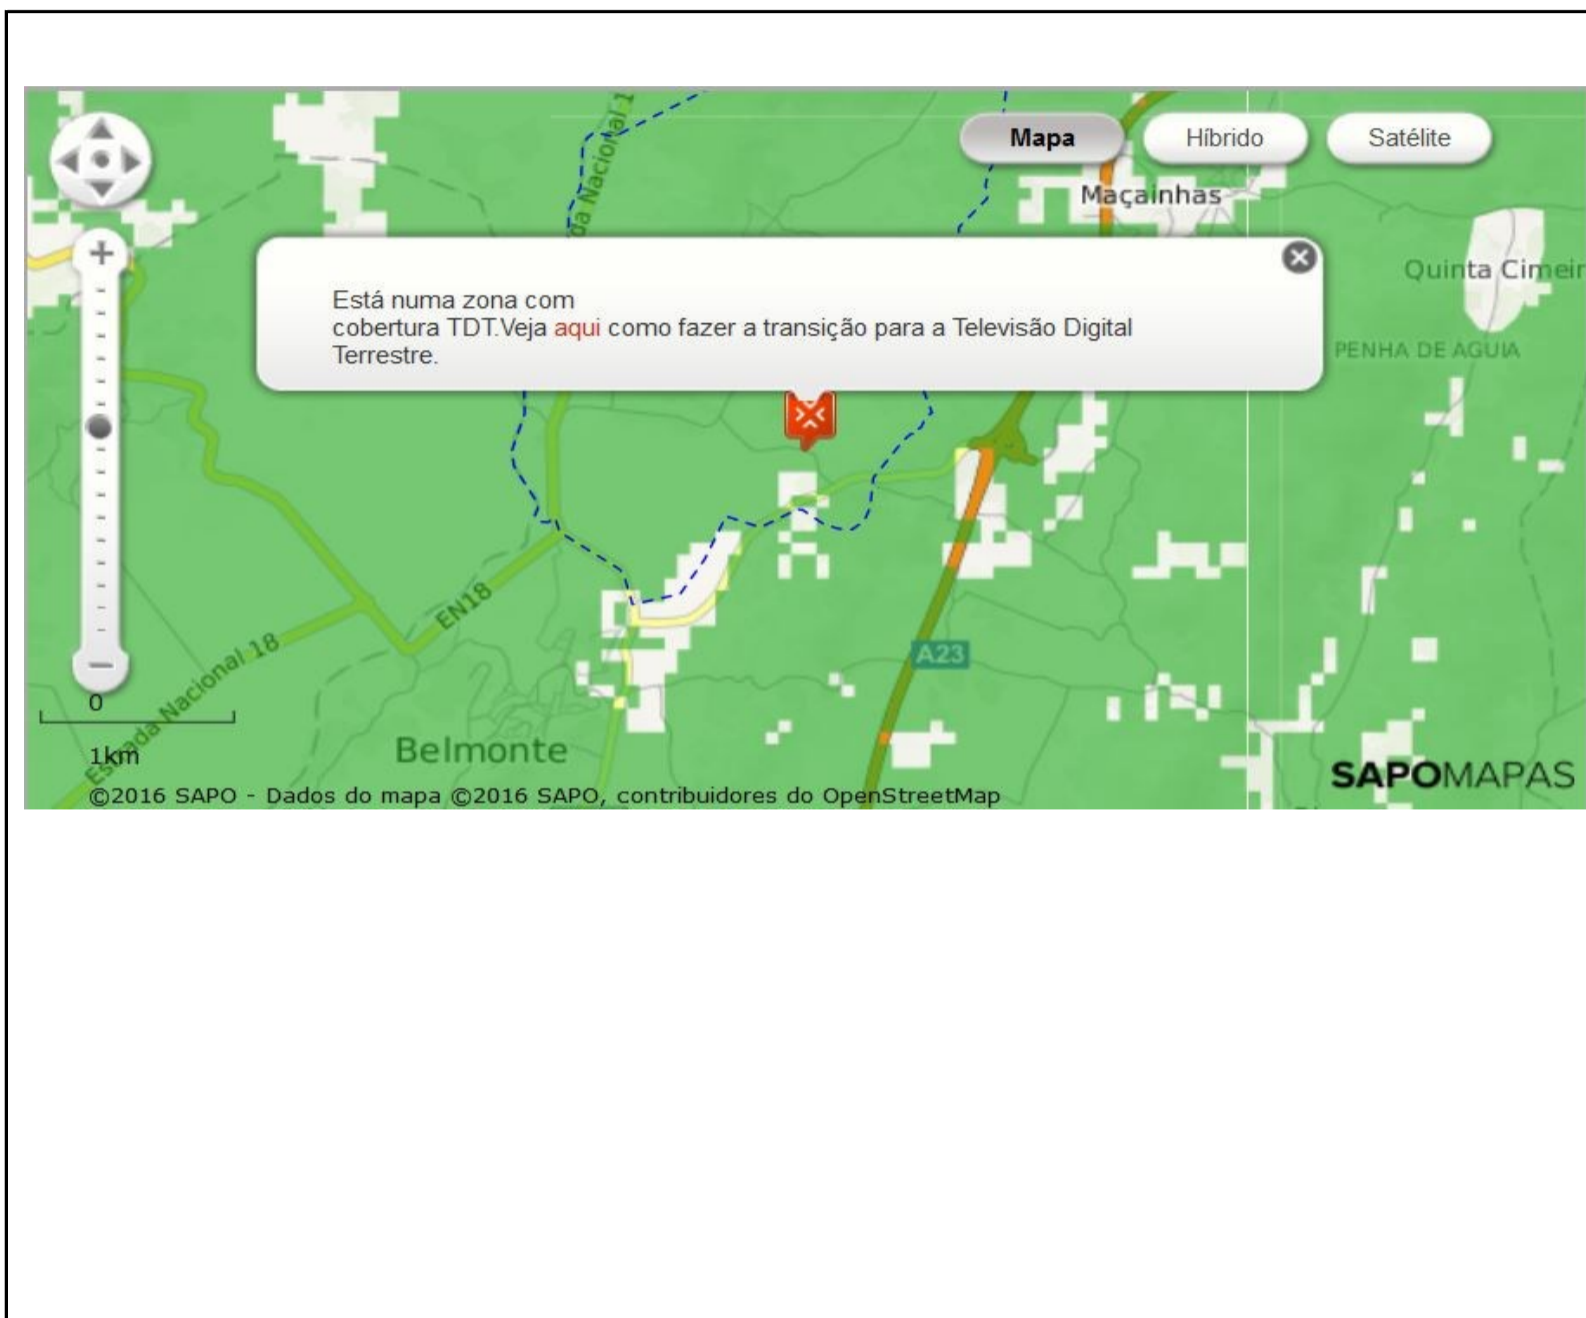 da Nacional 1
Mapa
Híbrido
Satélite
Maçainhas
Quinta Cimeir
PENHA DE AGUIA
Está numa zona com
cobertura TDT.Veja aqui como fazer a transição para a Televisão Digital
Terrestre.
EN18
A23
Estrada Nacional 18
0
1km
Belmonte
SAPOMAPAS
©2016 SAPO - Dados do mapa ©2016 SAPO, contribuidores do OpenStreetMap